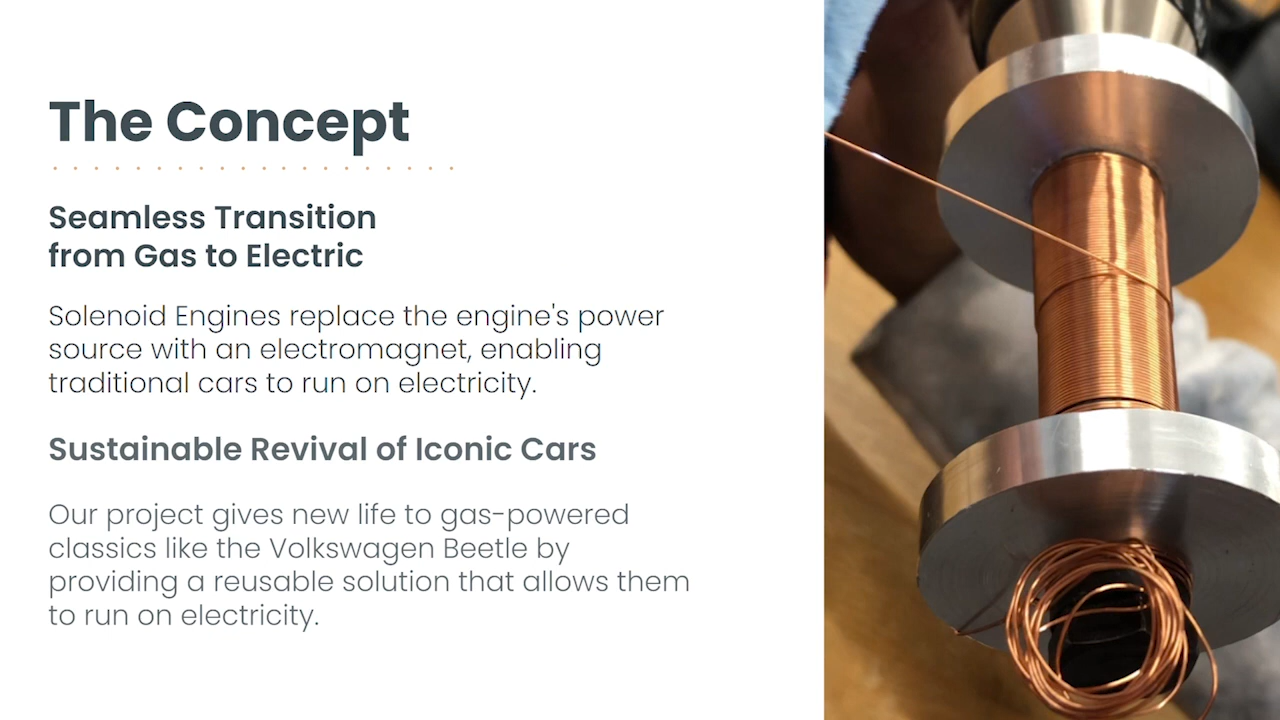 The Concept
Seamless Transition
from Gas to Electric
Solenoid Engines replace the engine's power
source with an electromagnet, enabling
traditional cars to run on electricity.
Sustainable Revival of Iconic Cars
Our project gives new life to gas-powered
classics like the Volkswagen Beetle by
providing a reusable solution that allows them
to run on electricity.